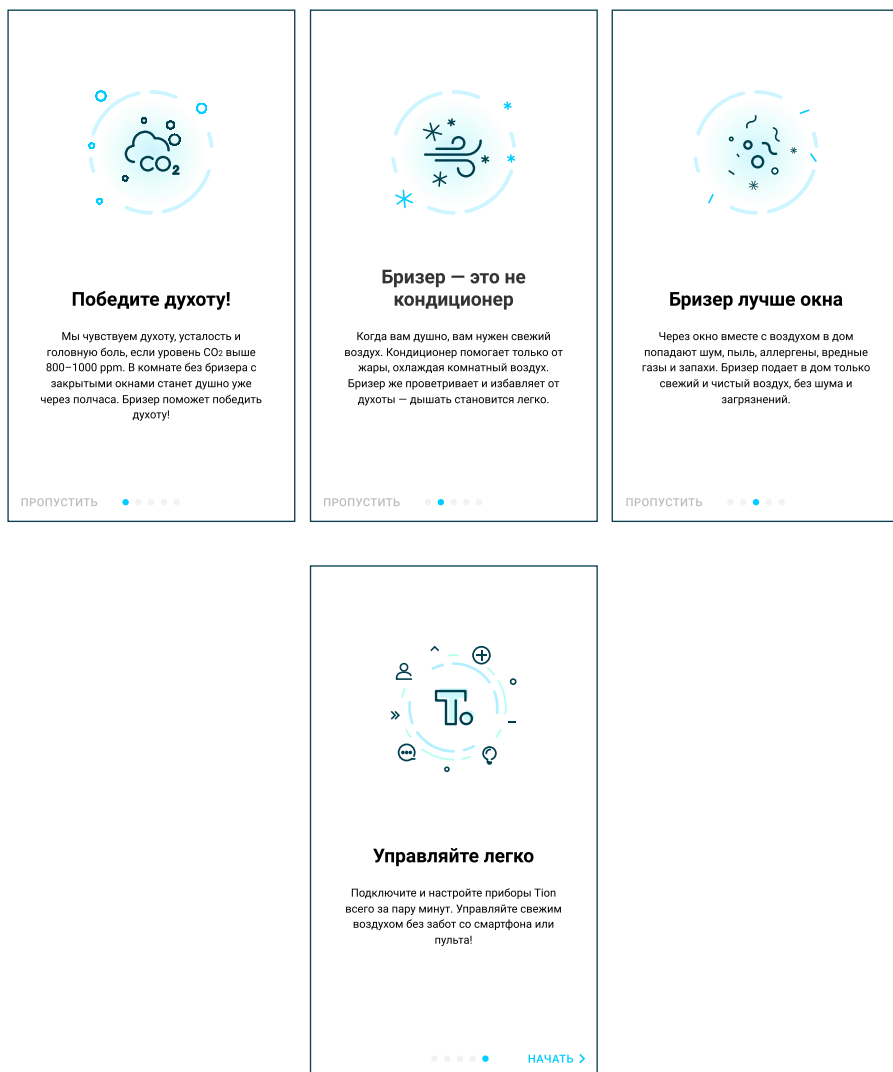 CO2
Победите духоту!
Мы чувствуем духоту, усталость и
головную боль, если уровень CO2 выше
800–1000 ppm. В комнате без бризера с
закрытыми окнами станет душно уже
через полчаса. Бризер поможет победить
духоту!
ПРОПУСТИТЬ
Бризер — это не
кондиционер
Когда вам душно, вам нужен свежий
воздух. Кондиционер помогает только от
жары, охлаждая комнатный воздух.
Бризер же проветривает и избавляет от
духоты — дышать становится легко.
ПРОПУСТИТЬ
Бризер лучше окна
Через окно вместе с воздухом в дом
попадают шум, пыль, аллергены, вредные
газы и запахи. Бризер подает в дом только
свежий и чистый воздух, без шума и
загрязнений.
ПРОПУСТИТЬ
Управляйте легко
Подключите и настройте приборы Tion
всего за пару минут. Управляйте свежим
воздухом без забот со смартфона или
пульта!
НАЧАТЬ